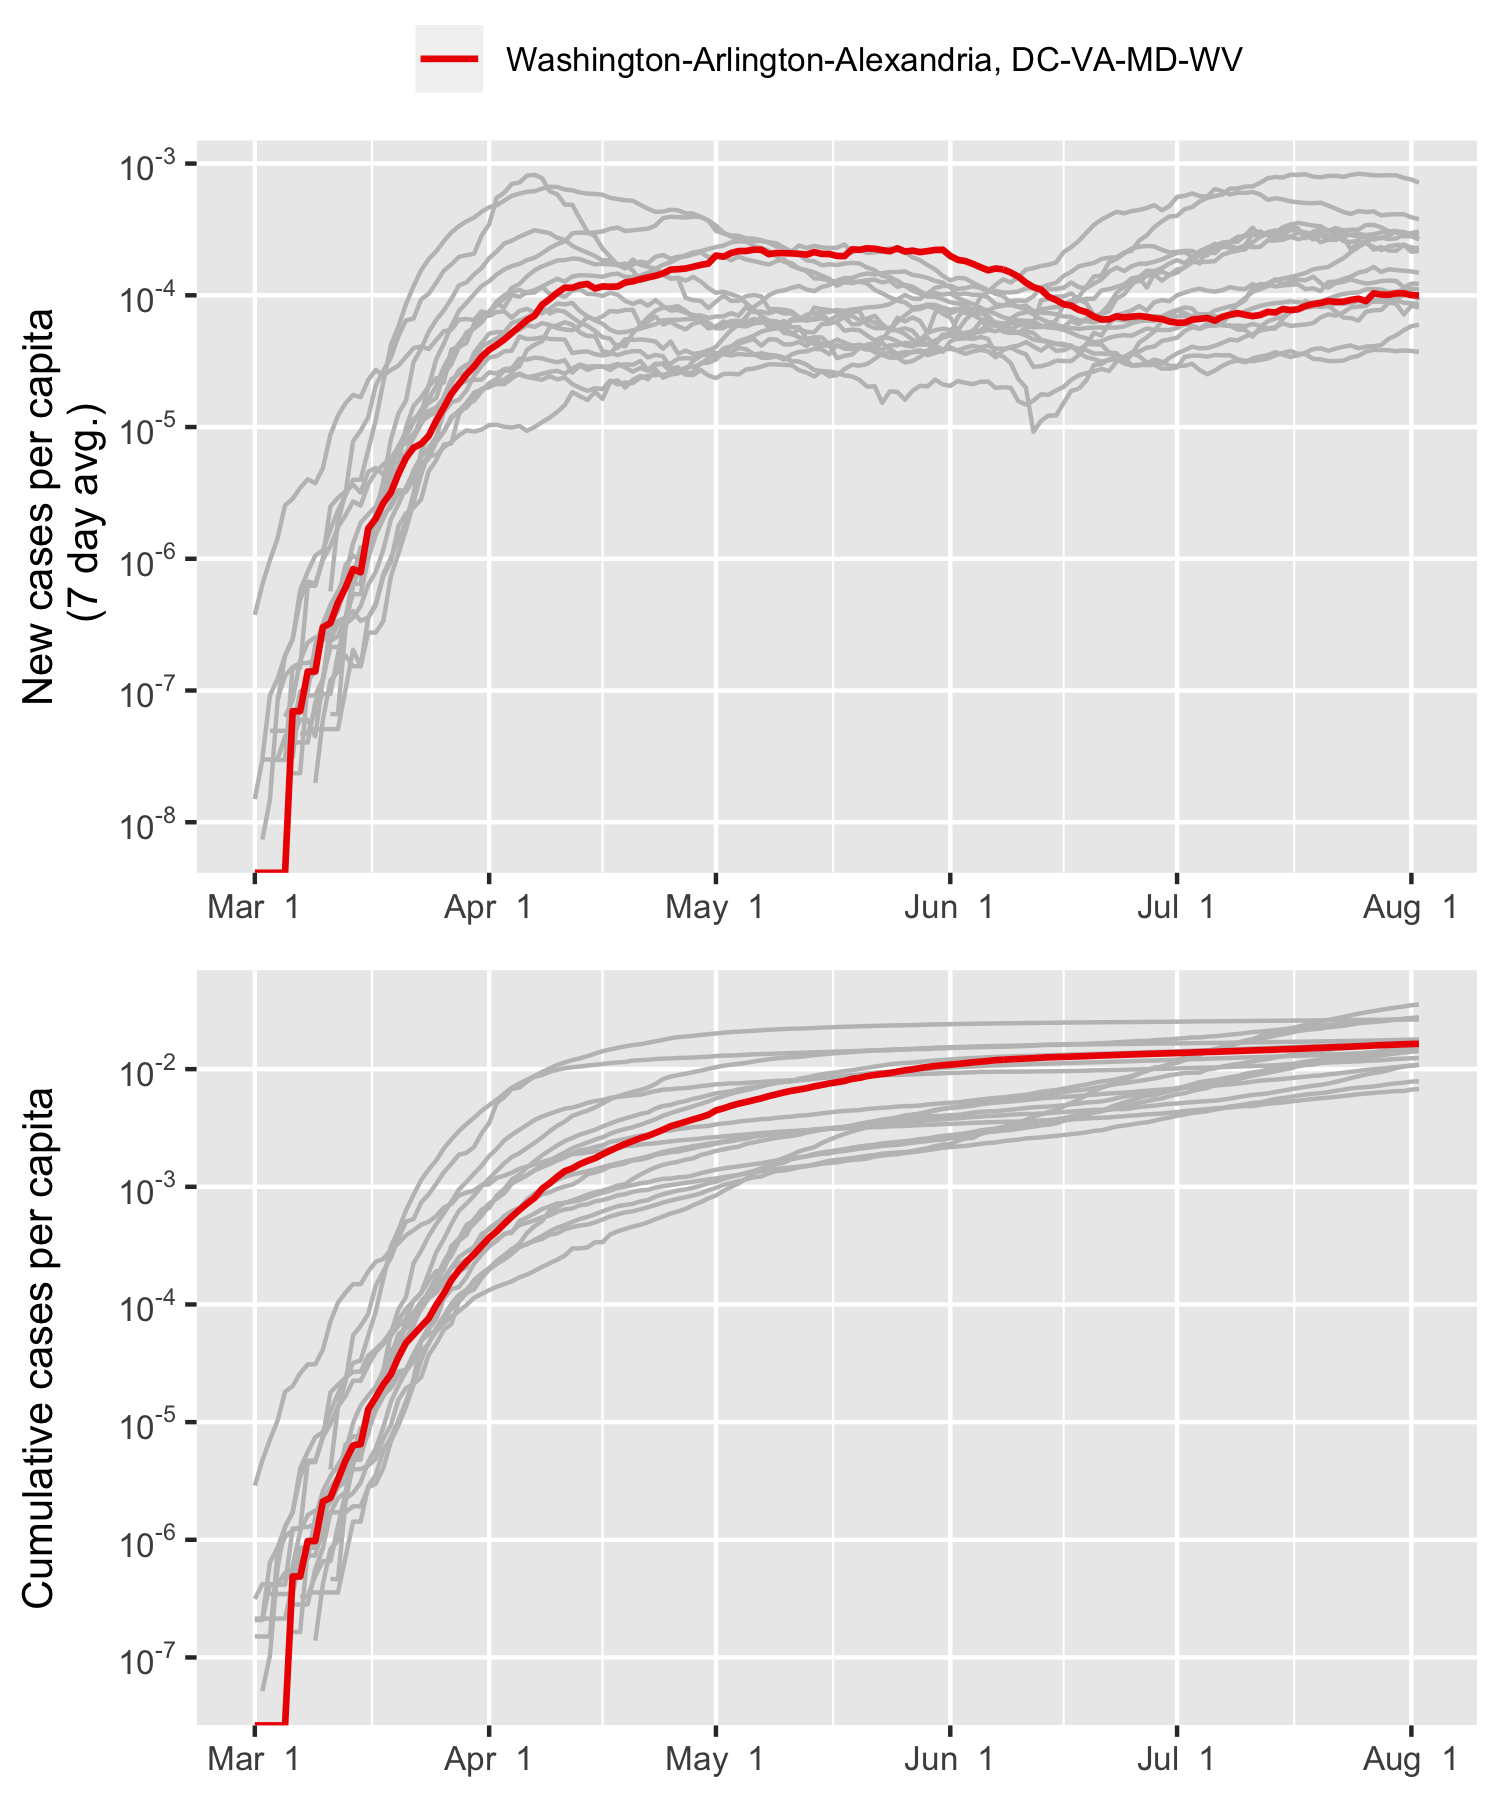 Washington-Arlington-Alexandria, DC-VA-MD-WV
New cases per capita
(7 day avg.)
10⁻³
10⁻⁴
10⁻⁵
10⁻⁶
10⁻⁷
10⁻⁸
Mar 1 Apr 1 May 1 Jun 1 Jul 1 Aug 1
Cumulative cases per capita
10⁻²
10⁻³
10⁻⁴
10⁻⁵
10⁻⁶
10⁻⁷
Mar 1 Apr 1 May 1 Jun 1 Jul 1 Aug 1